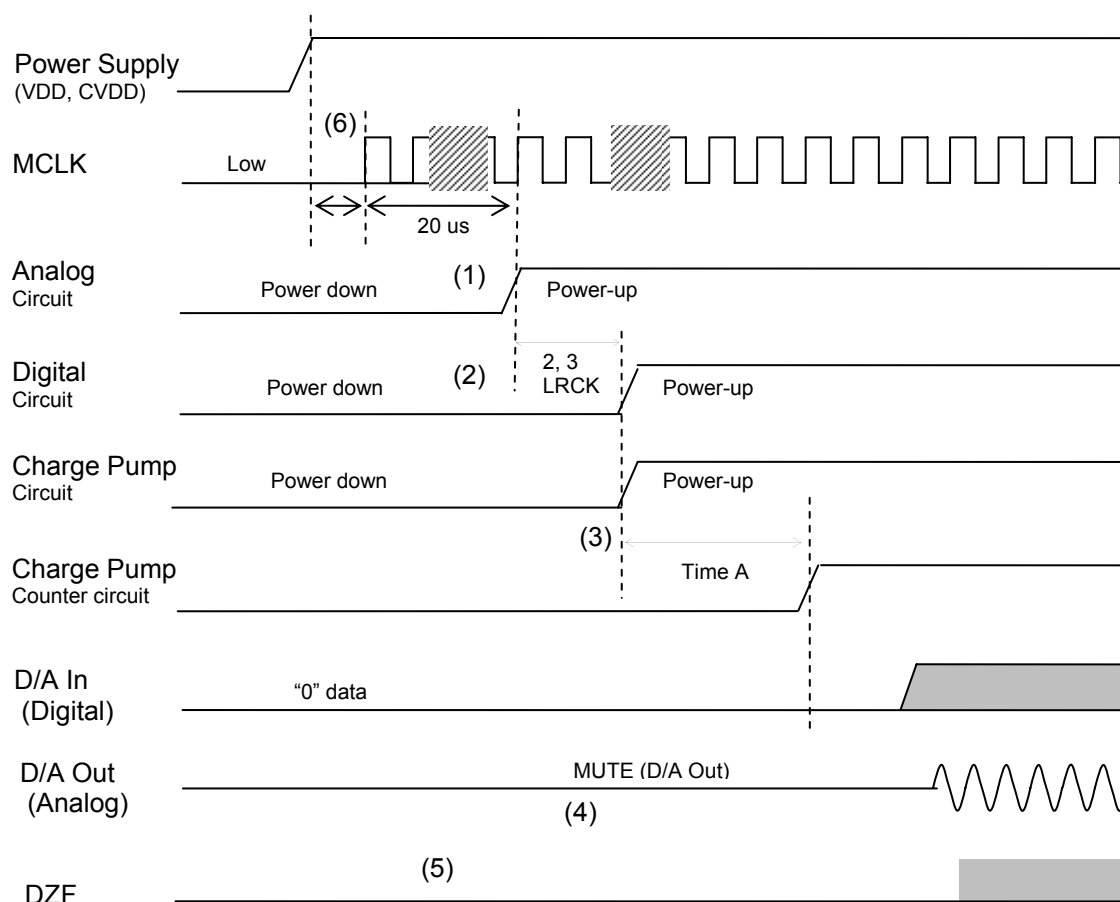 Power Supply
(VDD, CVDD)
(6)
MCLK
Low
20 us
Analog
Circuit
Power down
(1)
Power-up
Digital
Circuit
Power down
(2)
2, 3
LRCK
Power-up
Charge Pump
Circuit
Power down
Power-up
(3)
Charge Pump
Counter circuit
Time A
D/A In
(Digital)
“0” data
D/A Out
(Analog)
MUTE (D/A Out)
(4)
(5)
DZF